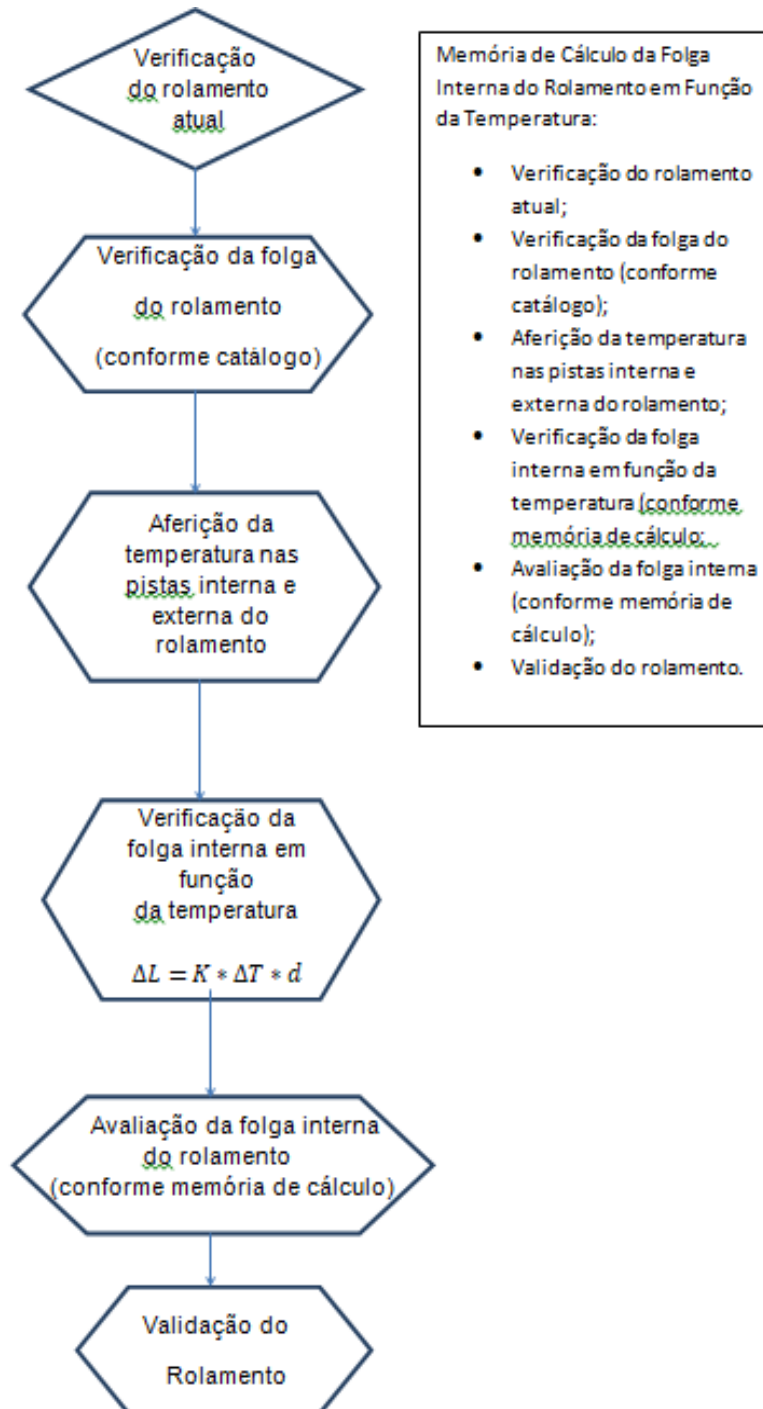 Verificação
do rolamento
atual
Verificação da folga
do rolamento
(conforme catálogo)
Aferição da
temperatura nas
pistas interna e
externa do
rolamento
Verificação da
folga interna em
função
da temperatura
ΔL = K * ΔT * d
Avaliação da folga interna
do rolamento
(conforme memória de cálculo)
Validação do
Rolamento
Memória de Cálculo da Folga
Interna do Rolamento em Função
da Temperatura:
• Verificação do rolamento
atual;
• Verificação da folga do
rolamento (conforme
catálogo);
• Aferição da temperatura
nas pistas interna e
externa do rolamento;
• Verificação da folga
interna em função da
temperatura (conforme
memória de cálculo;
• Avaliação da folga interna
(conforme memória de
cálculo);
• Validação do rolamento.